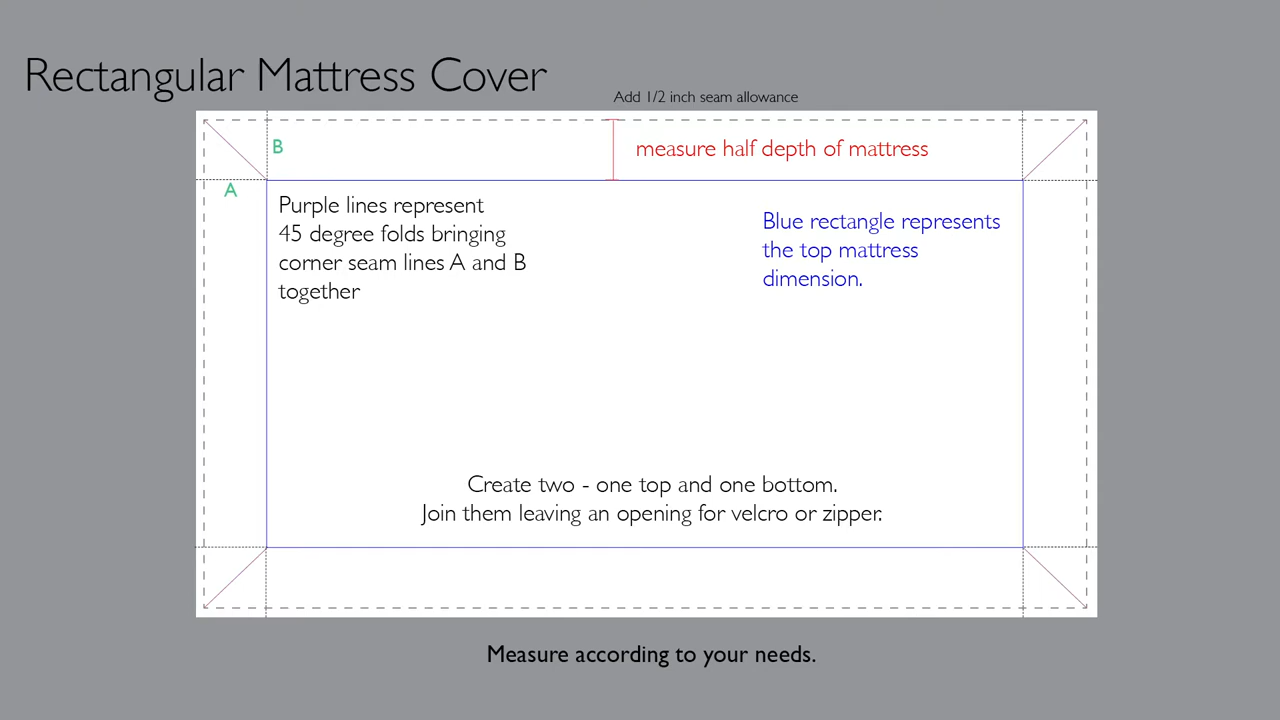 Rectangular Mattress Cover
Add 1/2 inch seam allowance
B
measure half depth of mattress
A
Purple lines represent
45 degree folds bringing
corner seam lines A and B
together
Blue rectangle represents
the top mattress
dimension.
Create two - one top and one bottom.
Join them leaving an opening for velcro or zipper.
Measure according to your needs.